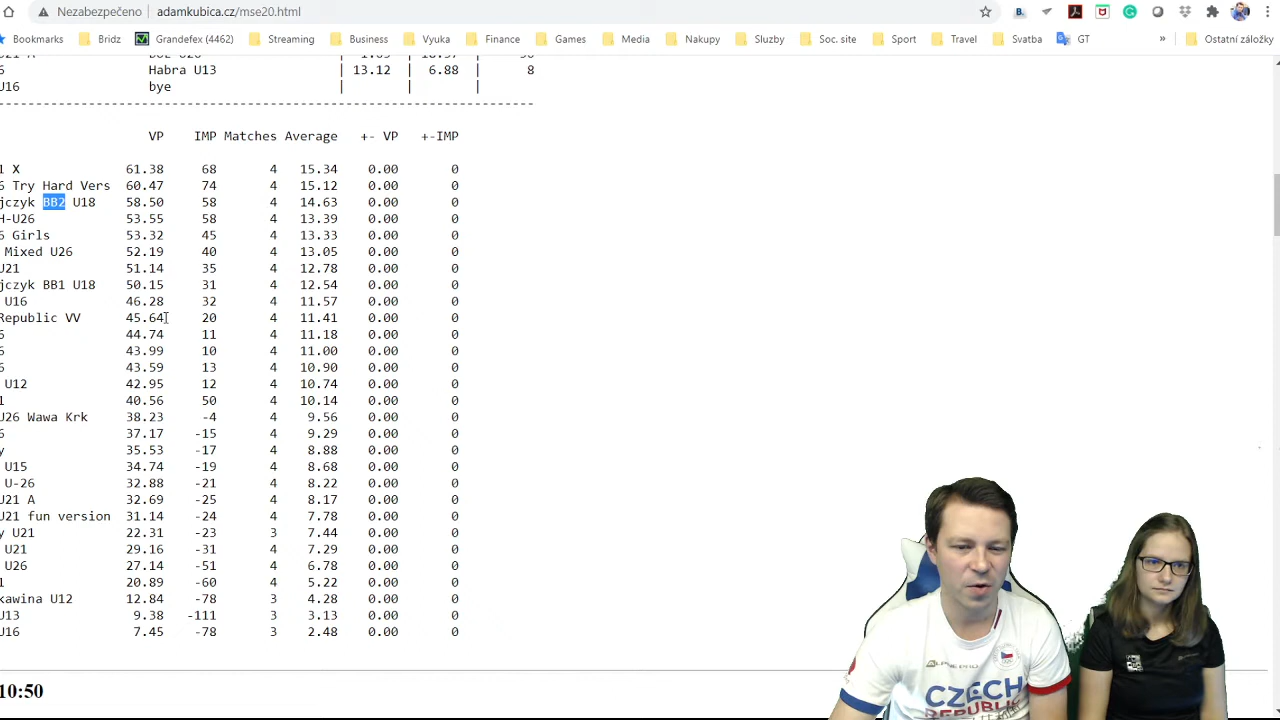 Nezabezpečeno | adamkubica.cz/mse20.html
Bookmarks Bridz Grandefex (4462) Streaming Business Vyuka Finance Games Media Nakupy Sluzby Soc. site Sport Travel Svatba GT » Ostatní záložky
6 Habra U13 | 13.12 | 6.88 | 8
U16 bye | | |
VP IMP Matches Average +- VP +-IMP
1 X 61.38 68 4 15.34 0.00 0
6 Try Hard Vers 60.47 74 4 15.12 0.00 0
jczyk BB2 U18 58.50 58 4 14.63 0.00 0
H-U26 53.55 58 4 13.39 0.00 0
6 Girls 53.32 45 4 13.33 0.00 0
Mixed U26 52.19 40 4 13.05 0.00 0
U21 51.14 35 4 12.78 0.00 0
jczyk BB1 U18 50.15 31 4 12.54 0.00 0
U16 46.28 32 4 11.57 0.00 0
Republic VV 45.64 20 4 11.41 0.00 0
6 44.74 11 4 11.18 0.00 0
6 43.99 10 4 11.00 0.00 0
6 43.59 13 4 10.90 0.00 0
U12 42.95 12 4 10.74 0.00 0
1 40.56 50 4 10.14 0.00 0
U26 Wawa Krk 38.23 -4 4 9.56 0.00 0
6 37.17 -15 4 9.29 0.00 0
y 35.53 -17 4 8.88 0.00 0
U15 34.74 -19 4 8.68 0.00 0
U-26 32.88 -21 4 8.22 0.00 0
U21 A 32.69 -25 4 8.17 0.00 0
U21 fun version 31.14 -24 4 7.78 0.00 0
y U21 22.31 -23 3 7.44 0.00 0
U21 29.16 -31 4 7.29 0.00 0
U26 27.14 -51 4 6.78 0.00 0
1 20.89 -60 4 5.22 0.00 0
kawina U12 12.84 -78 3 4.28 0.00 0
U13 9.38 -111 3 3.13 0.00 0
U16 7.45 -78 3 2.48 0.00 0
10:50
ALPINE PRO
CZECH
REPUBLIC